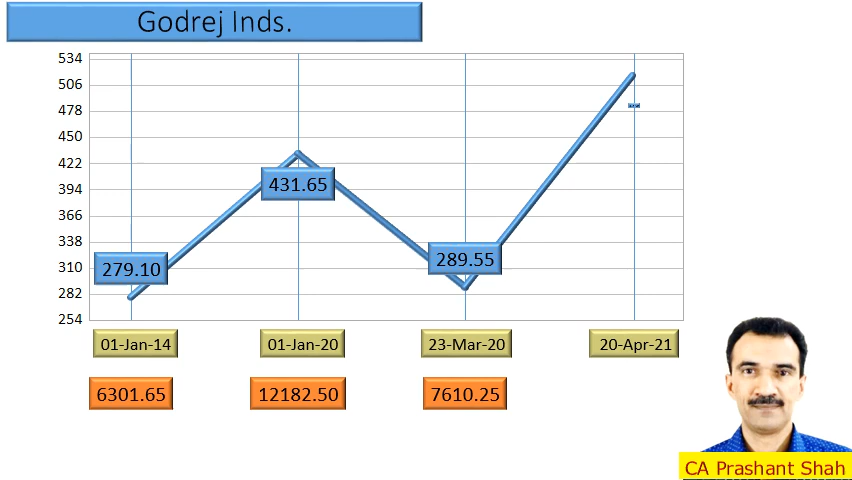 Godrej Inds.
534
506
478
450
422
394
366
338
310
282
254
279.10
431.65
289.55
01-Jan-14
01-Jan-20
23-Mar-20
20-Apr-21
6301.65
12182.50
7610.25
CA Prashant Shah